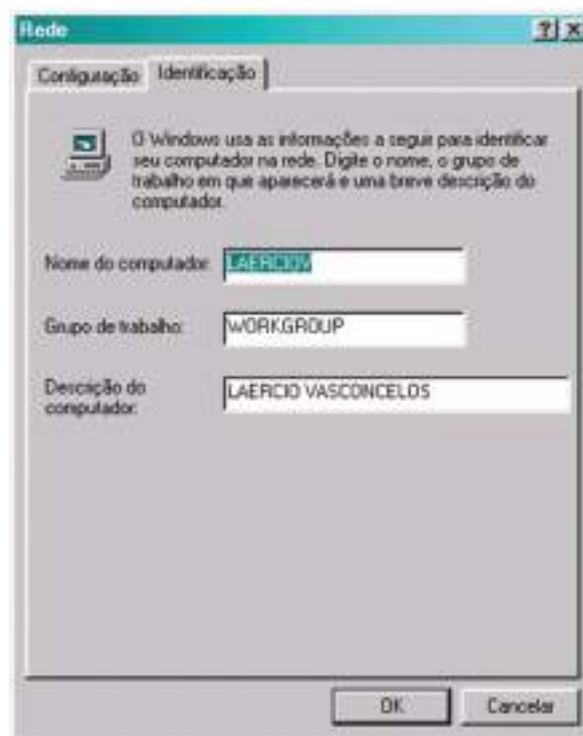 Rede
Configuração Identificação
O Windows usa as informações a seguir para identificar
seu computador na rede. Digite o nome, o grupo de
trabalho em que aparecerá e uma breve descrição do
computador.
Nome do computador: LAERCIOV
Grupo de trabalho: WORKGROUP
Descrição do
computador: LAERCIO VASCONCELOS
OK Cancelar